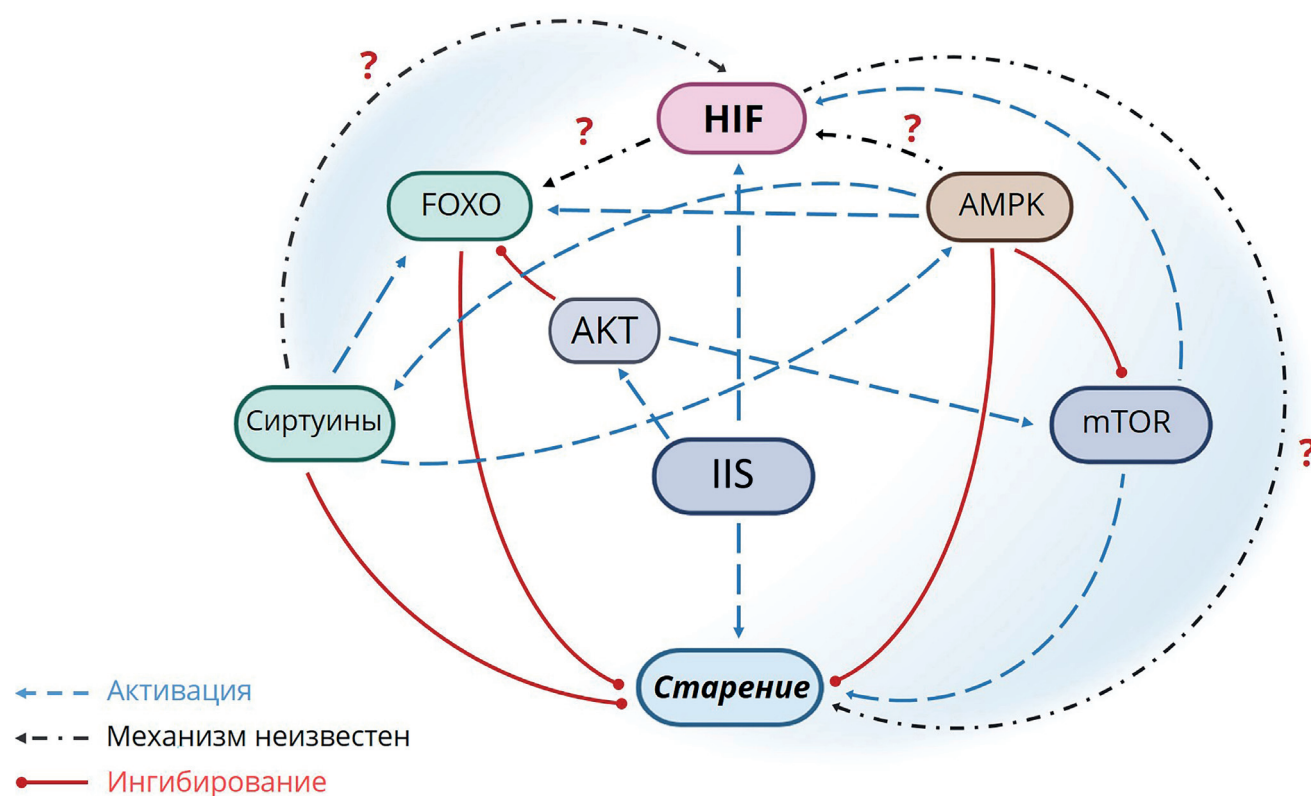 ?
HIF
?
?
FOXO
AMPK
AKT
Сиртуины
mTOR
?
IIS
Старение
Активация
Механизм неизвестен
Ингибирование